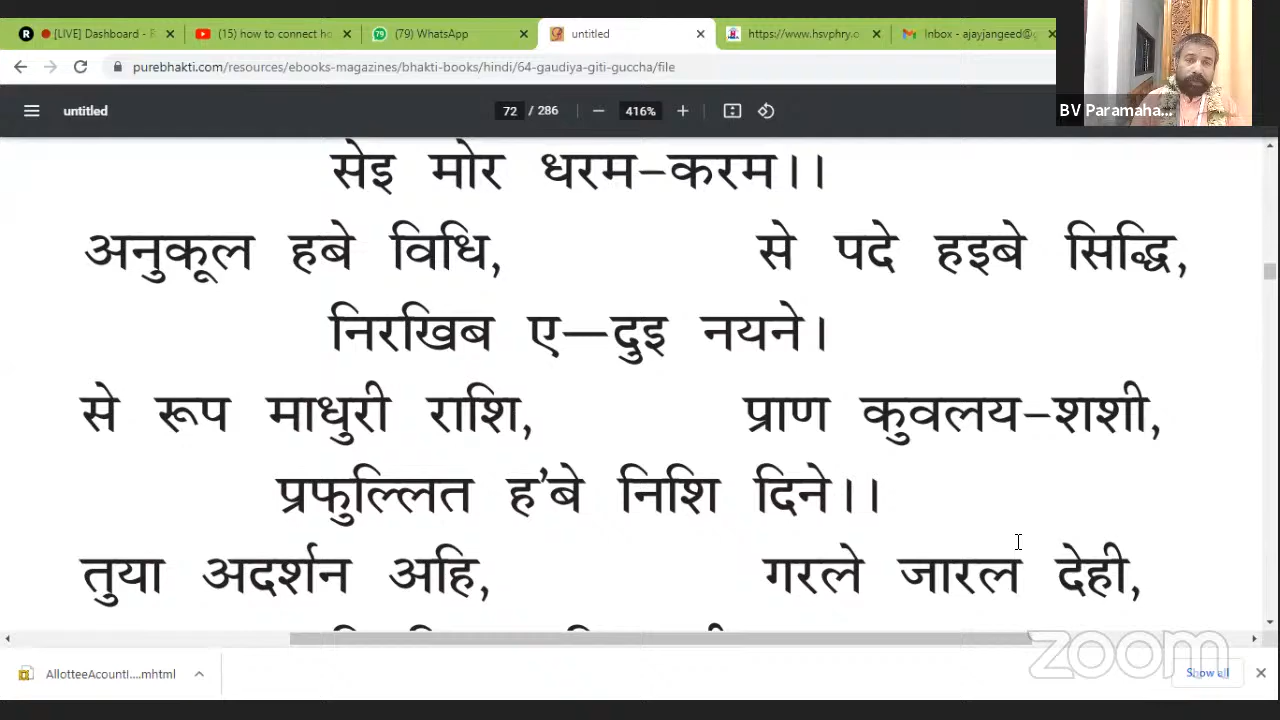 [LIVE] Dashboard - R
(15) how to connect ho
(79) WhatsApp
untitled
https://www.hsvphry.o
Inbox - ajayjangeed@g
purebhakti.com/resources/ebooks-magazines/bhakti-books/hindi/64-gaudiya-giti-guccha/file
untitled
72 / 286
416%
BV Paramaha...
सेइ मोर धरम–करम।।
अनुकूल हबे विधि, से पदे हइबे सिद्धि,
निरखिब ए—दुइ नयने।
से रूप माधुरी राशि, प्राण कुवलय–शशी,
प्रफुल्लित ह'बे निशि दिने।।
तुया अदर्शन अहि, गरले जारल देही,
zoom
AllotteeAcounti....mhtml
Show all